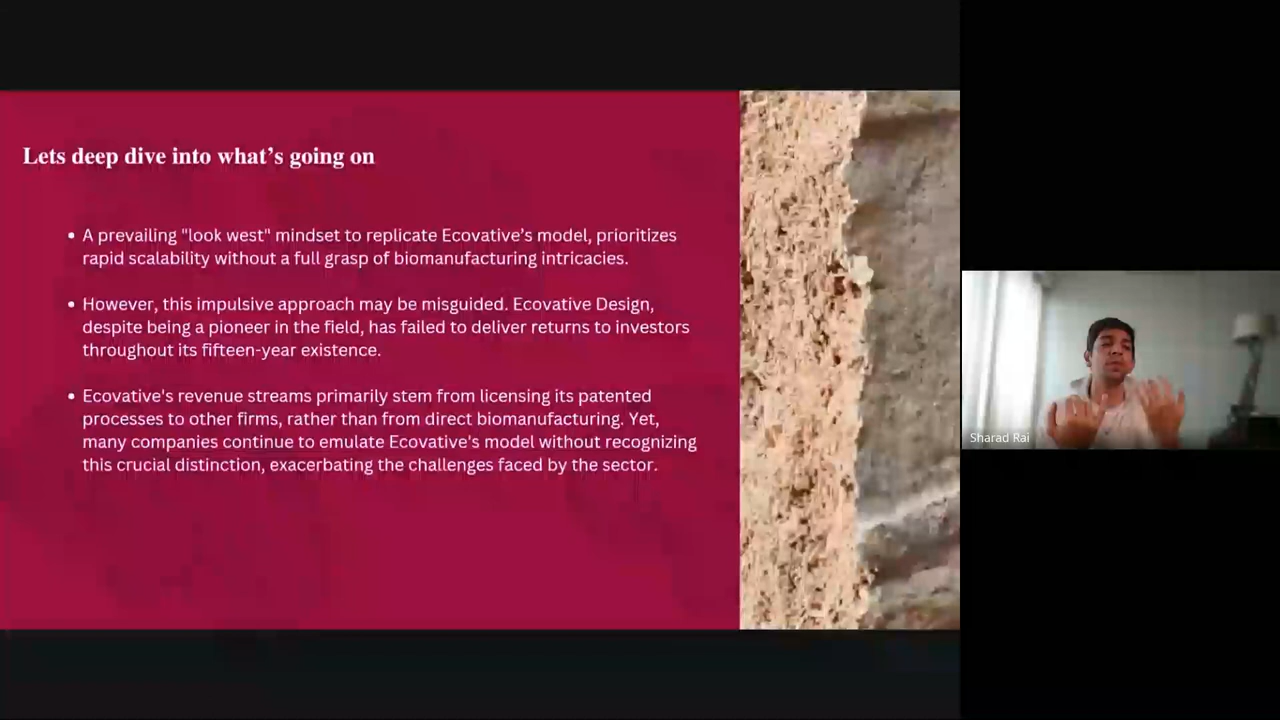 Lets deep dive into what's going on
• A prevailing "look west" mindset to replicate Ecovative's model, prioritizes
rapid scalability without a full grasp of biomanufacturing intricacies.
• However, this impulsive approach may be misguided. Ecovative Design,
despite being a pioneer in the field, has failed to deliver returns to investors
throughout its fifteen-year existence.
• Ecovative's revenue streams primarily stem from licensing its patented
processes to other firms, rather than from direct biomanufacturing. Yet,
many companies continue to emulate Ecovative's model without recognizing
this crucial distinction, exacerbating the challenges faced by the sector.
Sharad Rai